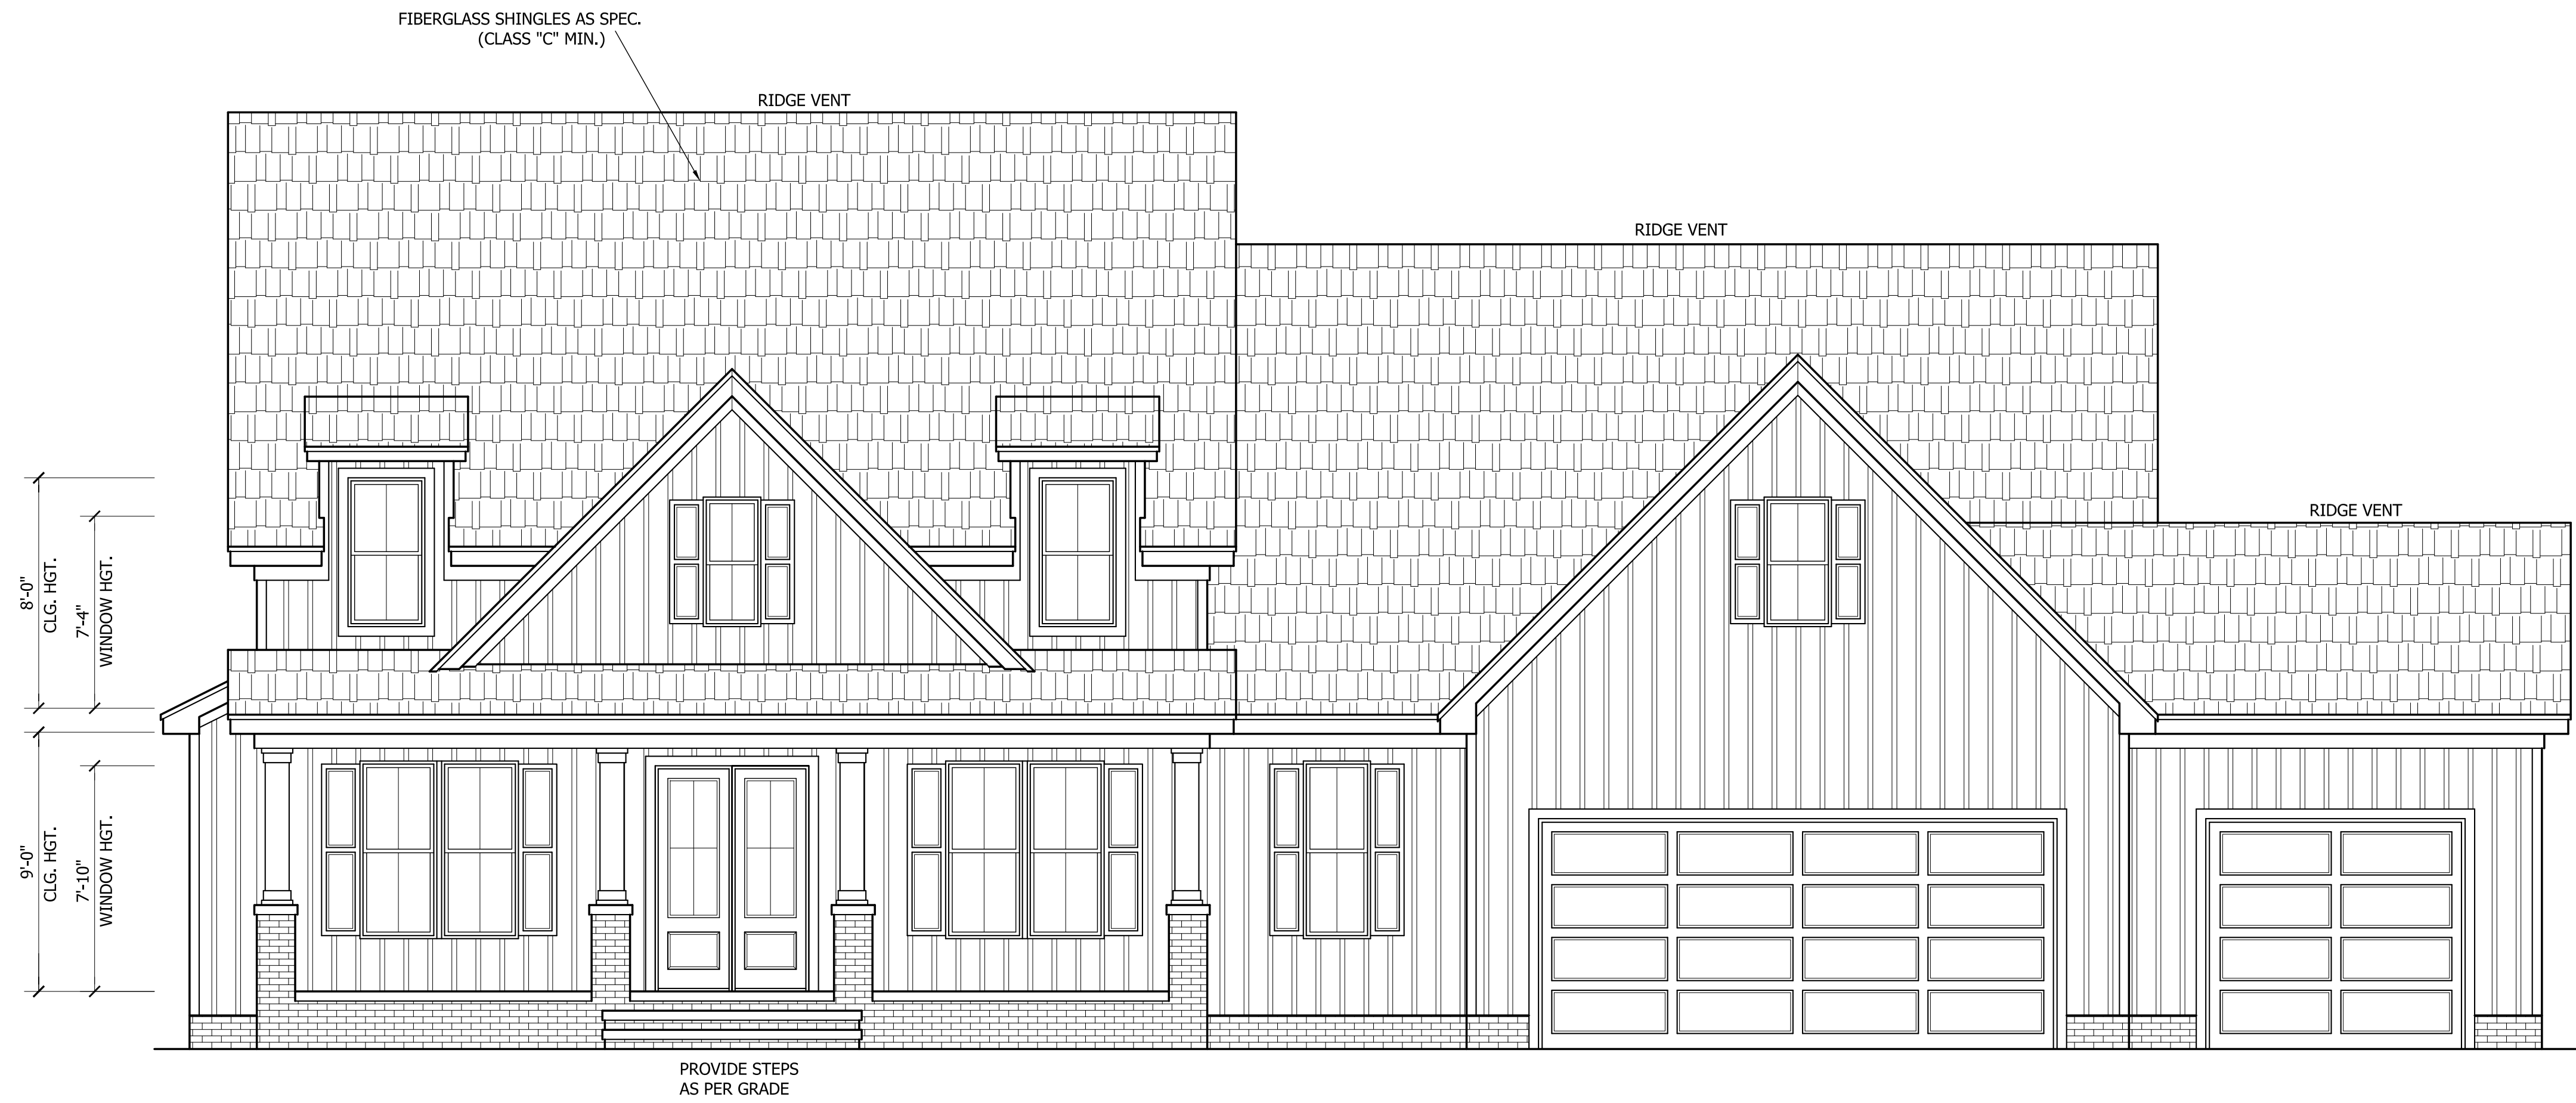 FIBERGLASS SHINGLES AS SPEC.
(CLASS "C" MIN.)
RIDGE VENT
RIDGE VENT
RIDGE VENT
8'-0"
CLG. HGT.
7'-4"
WINDOW HGT.
9'-0"
CLG. HGT.
7'-10"
WINDOW HGT.
PROVIDE STEPS
AS PER GRADE